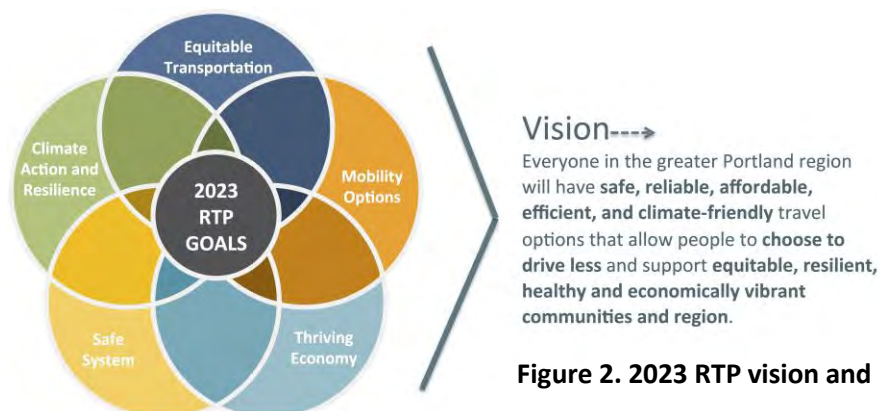 Equitable
Transportation
Climate
Action and
Resilience
2023
RTP
GOALS
Mobility
Options
Safe
System
Thriving
Economy
Vision---->
Everyone in the greater Portland region
will have safe, reliable, affordable,
efficient, and climate-friendly travel
options that allow people to choose to
drive less and support equitable, resilient,
healthy and economically vibrant
communities and region.
Figure 2. 2023 RTP vision and